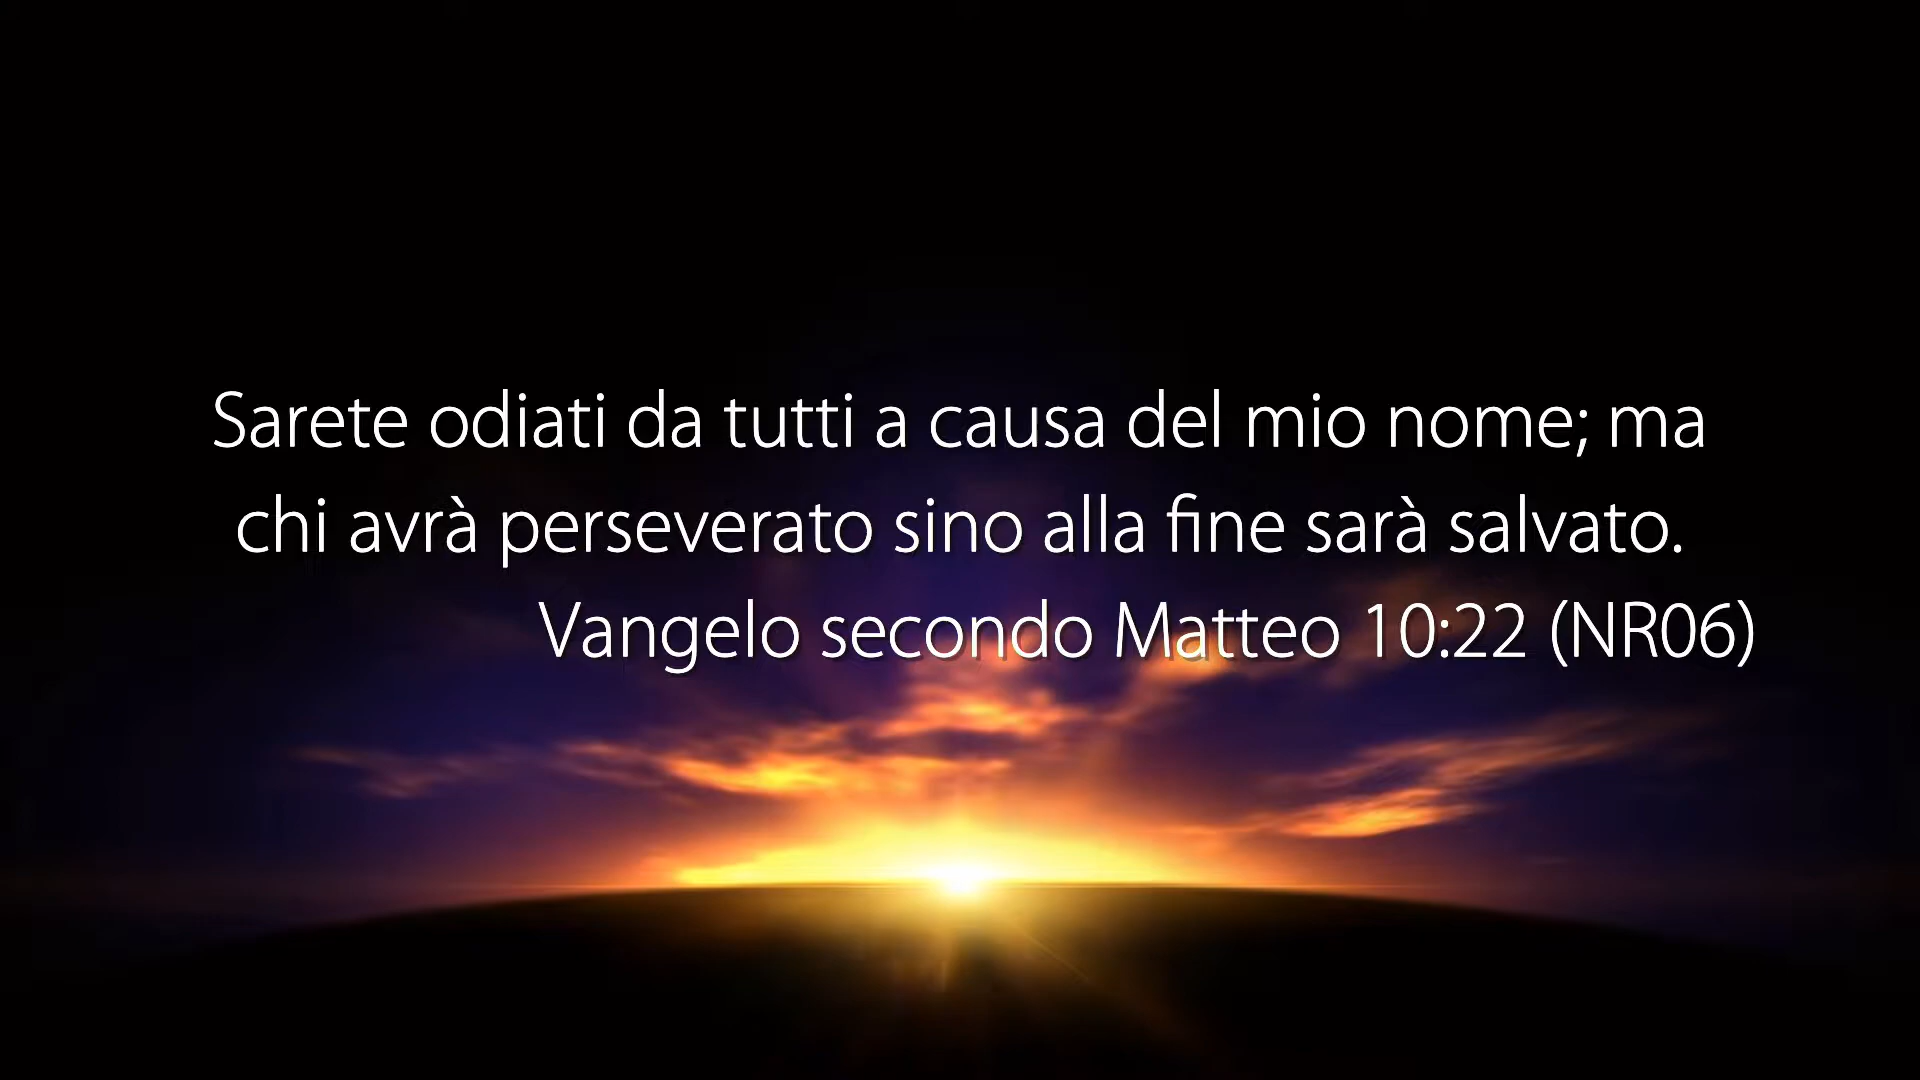 Sarete odiati da tutti a causa del mio nome; ma
chi avrà perseverato sino alla fine sarà salvato.
Vangelo secondo Matteo 10:22 (NR06)